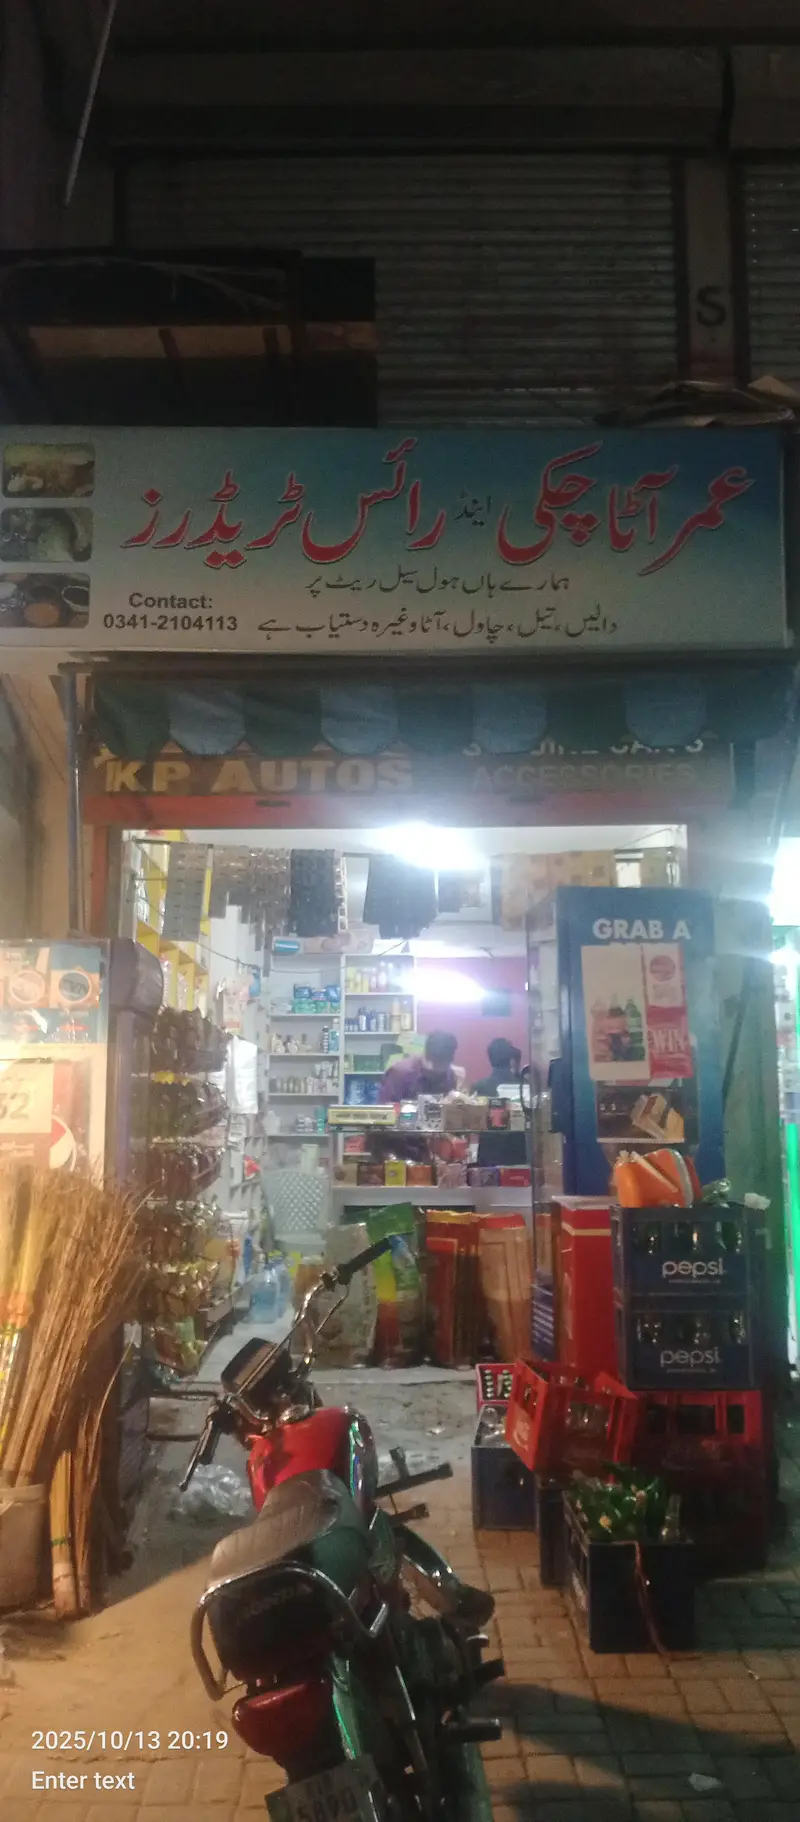 S
عمر آٹا چکی اینڈ رائس ٹریڈرز
ہمارے ہاں ہول سیل ریٹ پر
دالیں، تیل، چاول، آٹا وغیرہ دستیاب ہے
Contact:
0341-2104113
KP AUTOS
ACCESSORIES
GRAB A
WIN
pepsi
pepsi
HONDA
2025/10/13 20:19
Enter text